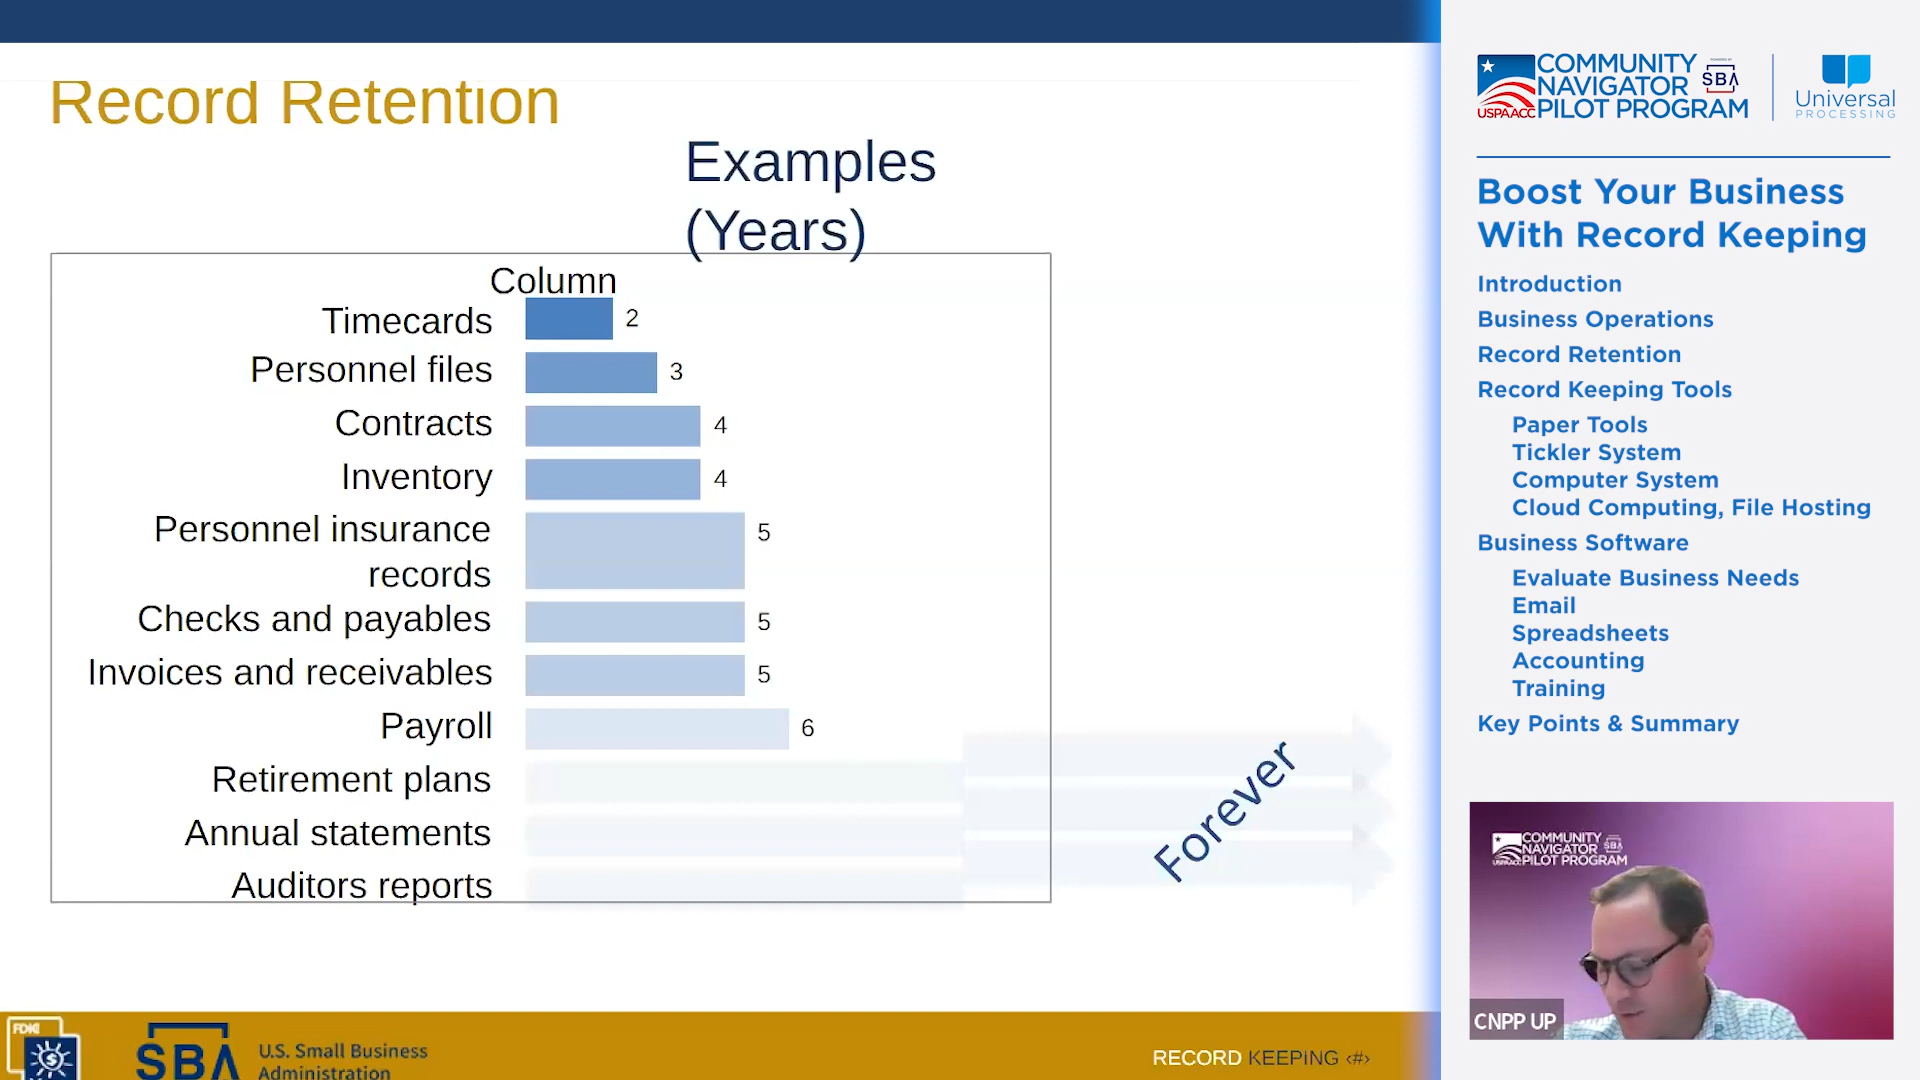 Record Retention
Examples
(Years)
Column
Timecards 2
Personnel files 3
Contracts 4
Inventory 4
Personnel insurance
records 5
Checks and payables 5
Invoices and receivables 5
Payroll 6
Retirement plans
Annual statements
Auditors reports
Forever
SBA U.S. Small Business
Administration
RECORD KEEPING ‹#›
COMMUNITY
NAVIGATOR
PILOT PROGRAM
USPAACC
POWERED BY
SBA
Universal
PROCESSING
Boost Your Business
With Record Keeping
Introduction
Business Operations
Record Retention
Record Keeping Tools
Paper Tools
Tickler System
Computer System
Cloud Computing, File Hosting
Business Software
Evaluate Business Needs
Email
Spreadsheets
Accounting
Training
Key Points & Summary
COMMUNITY
NAVIGATOR
PILOT PROGRAM
USPAACC
SBA
CNPP UP